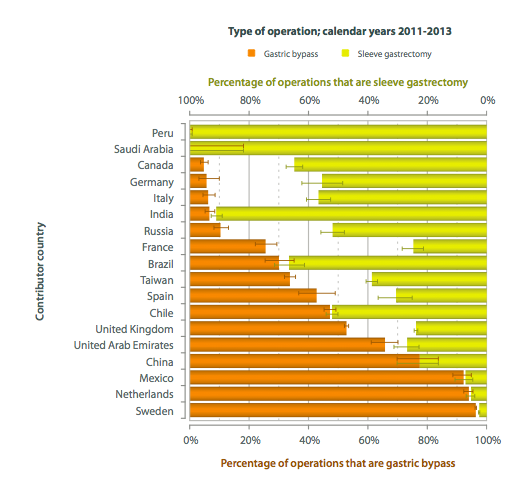 Type of operation; calendar years 2011-2013
Gastric bypass Sleeve gastrectomy
Percentage of operations that are sleeve gastrectomy
100% 80% 60% 40% 20% 0%
Contributor country
Peru
Saudi Arabia
Canada
Germany
Italy
India
Russia
France
Brazil
Taiwan
Spain
Chile
United Kingdom
United Arab Emirates
China
Mexico
Netherlands
Sweden
0% 20% 40% 60% 80% 100%
Percentage of operations that are gastric bypass